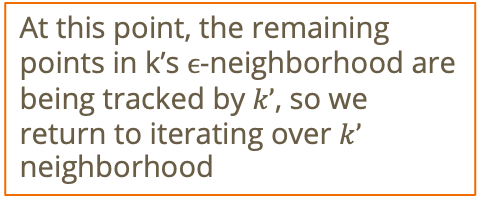 At this point, the remaining
points in k’s ϵ-neighborhood are
being tracked by k’, so we
return to iterating over k’
neighborhood